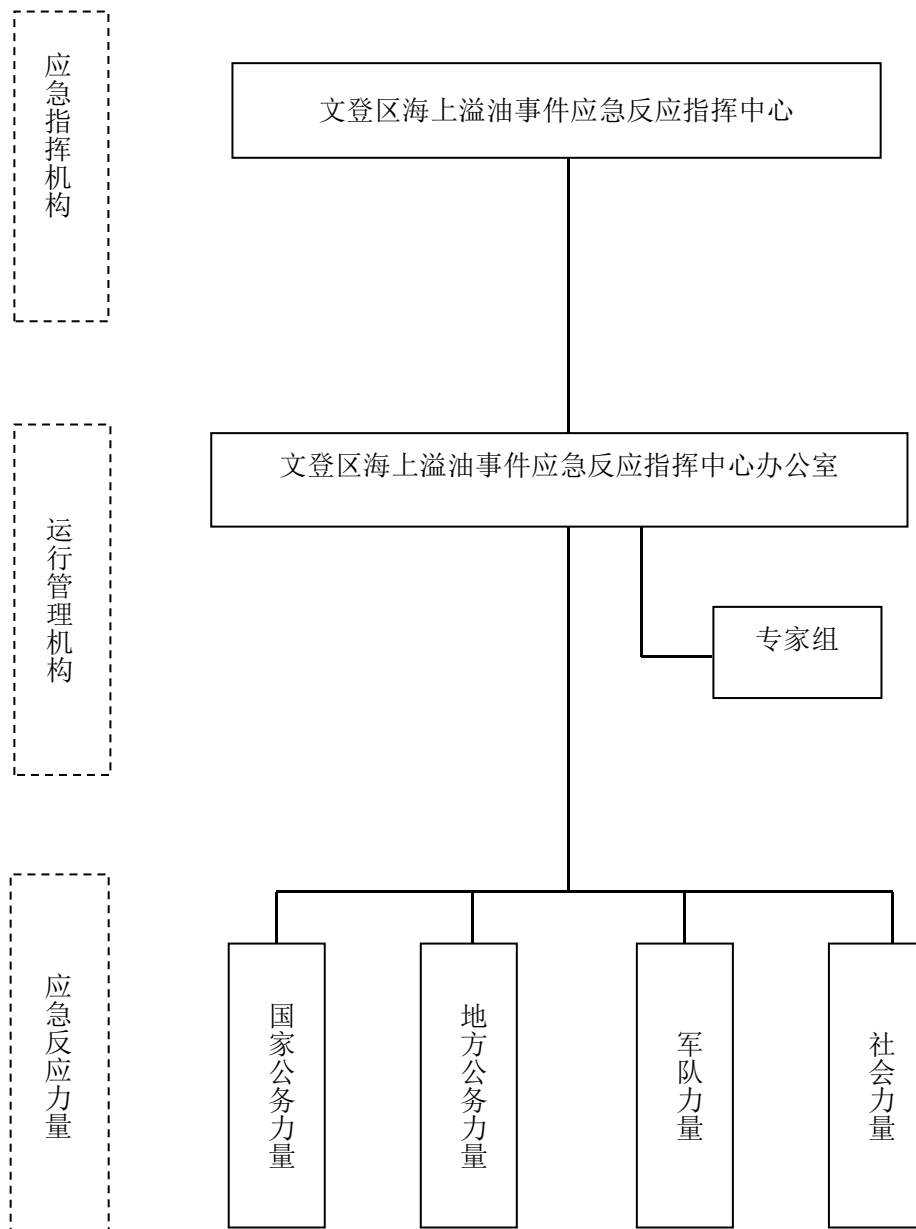 应急指挥机构
文登区海上溢油事件应急反应指挥中心
运行管理机构
文登区海上溢油事件应急反应指挥中心办公室
专家组
应急反应力量
国家公务力量
地方公务力量
军队力量
社会力量